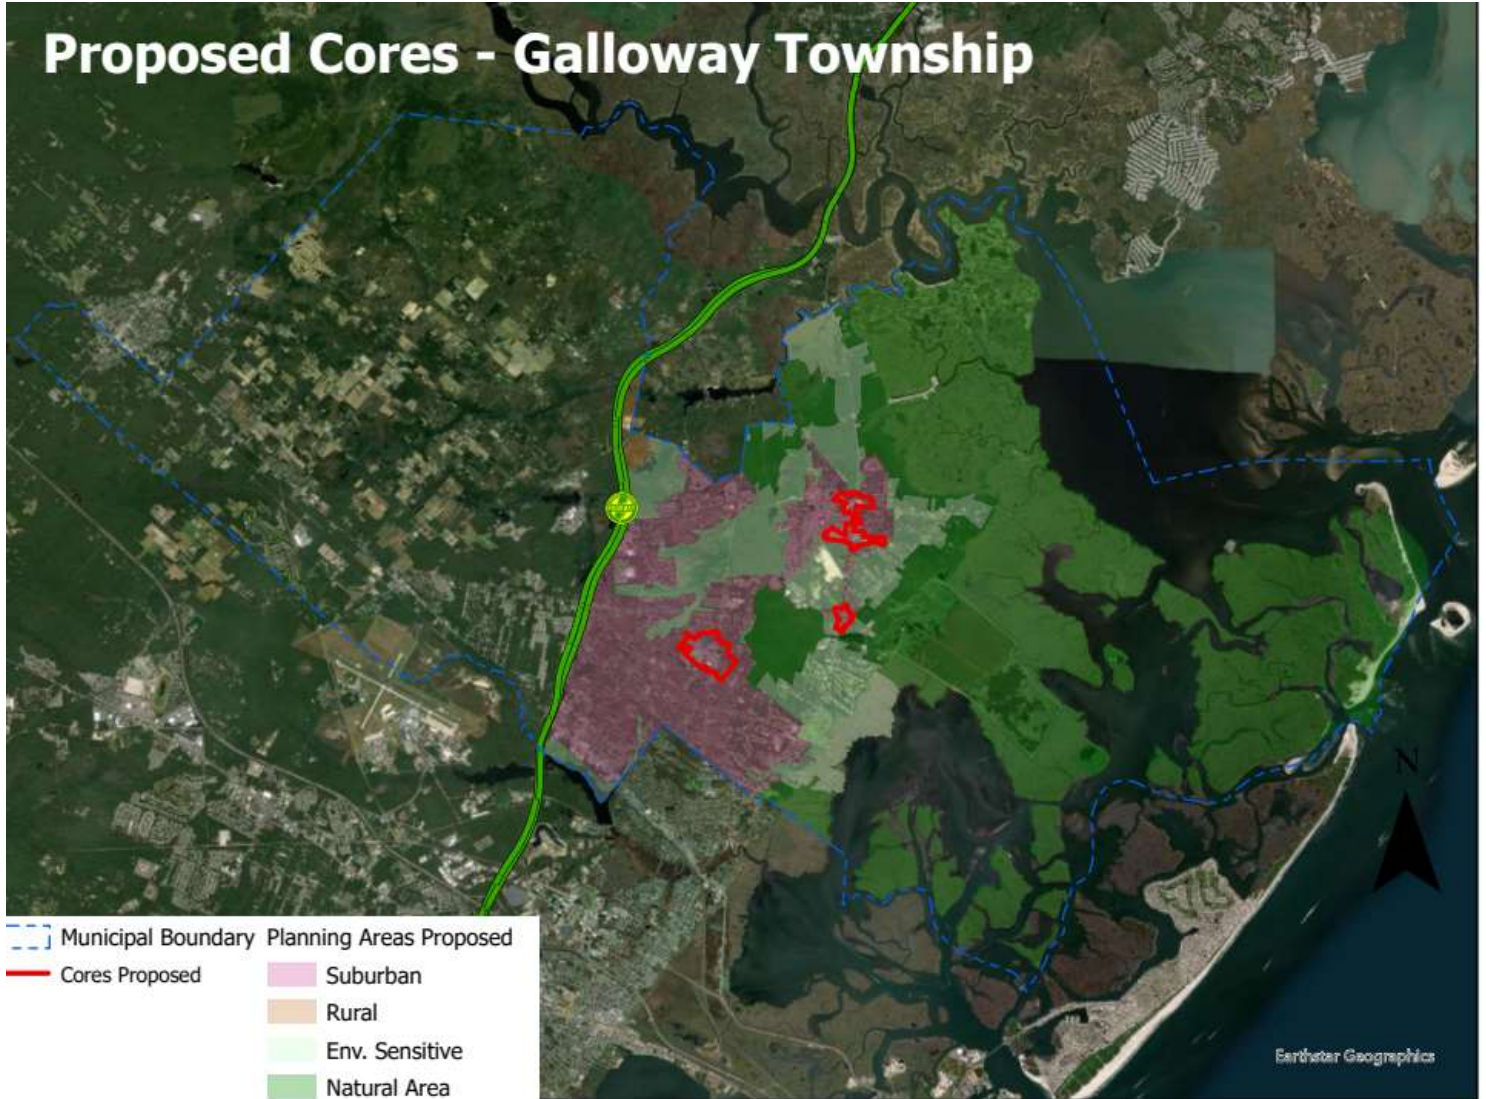 Proposed Cores - Galloway Township
N
Municipal Boundary
Cores Proposed
Planning Areas Proposed
Suburban
Rural
Env. Sensitive
Natural Area
Earthstar Geographics